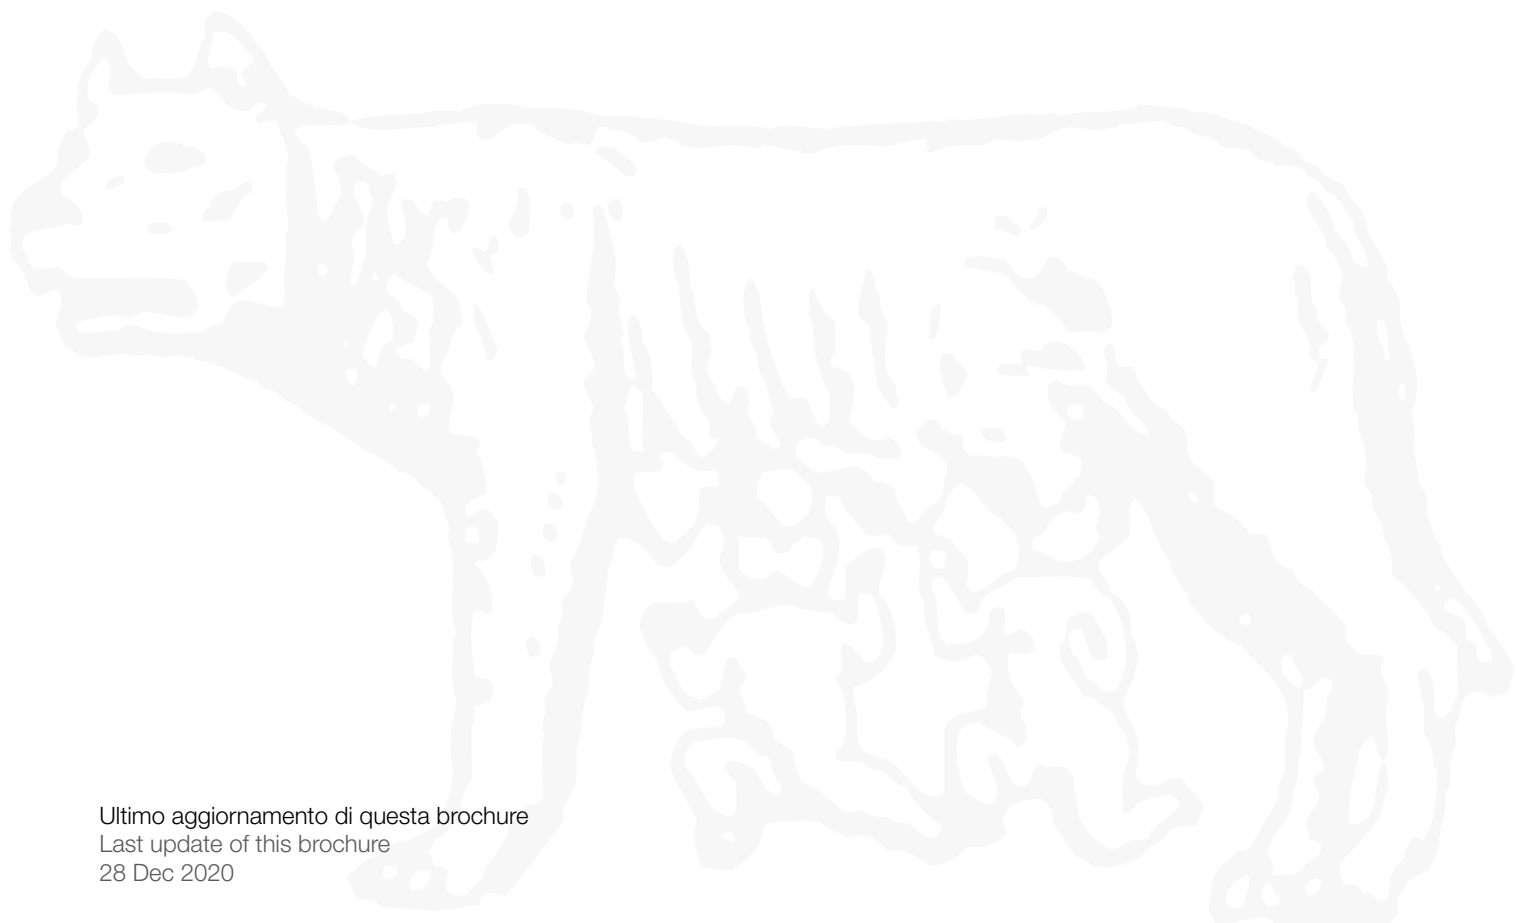 Ultimo aggiornamento di questa brochure
Last update of this brochure
28 Dec 2020